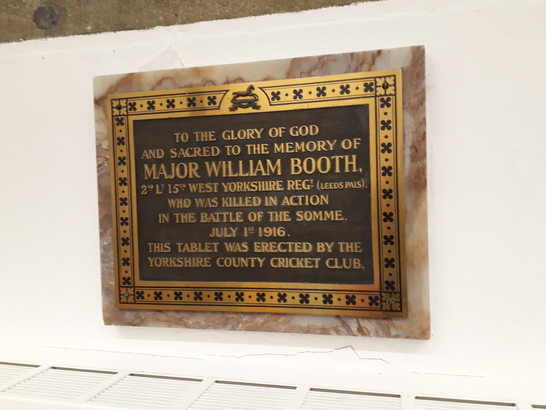 TO THE GLORY OF GOD
AND SACRED TO THE MEMORY OF
MAJOR WILLIAM BOOTH,
2ND LT 15TH WEST YORKSHIRE REGT (LEEDS PALS).
WHO WAS KILLED IN ACTION
IN THE BATTLE OF THE SOMME.
JULY 1ST 1916.
THIS TABLET WAS ERECTED BY THE
YORKSHIRE COUNTY CRICKET CLUB.